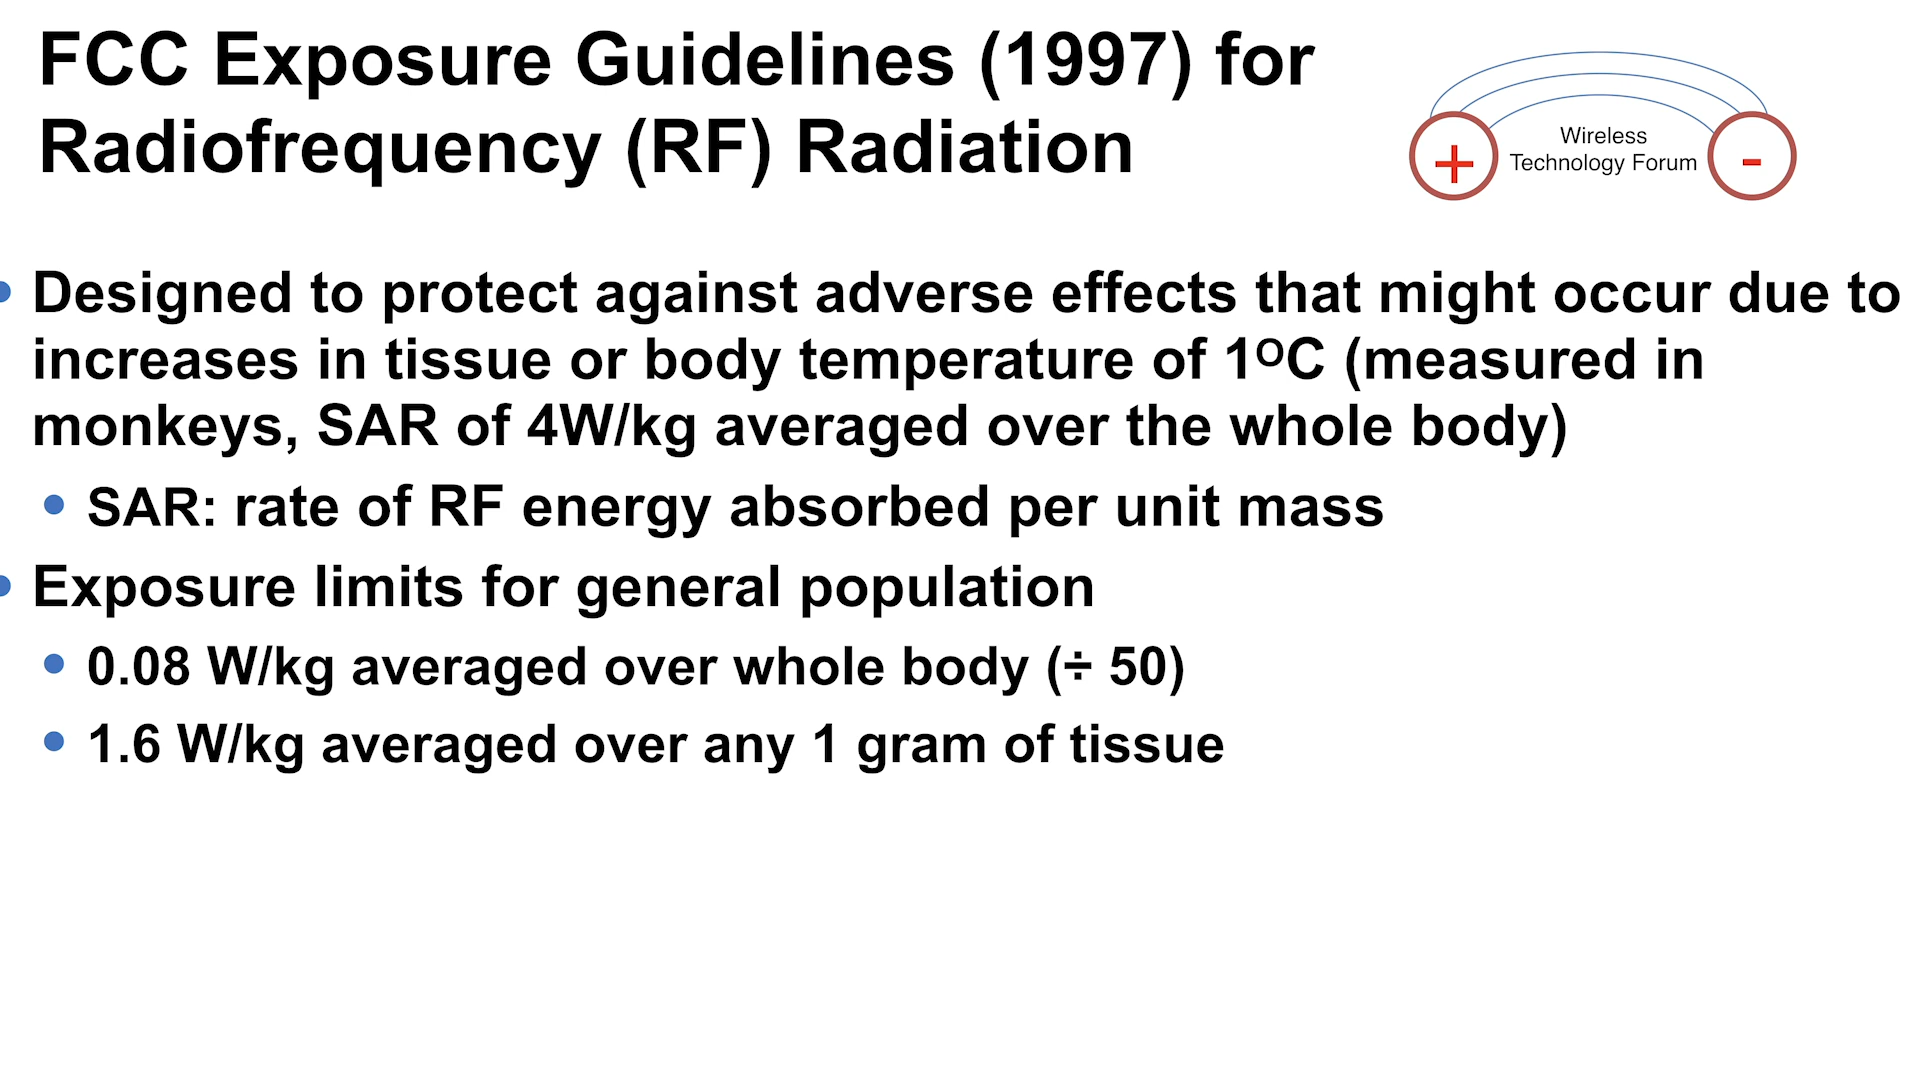 FCC Exposure Guidelines (1997) for
Radiofrequency (RF) Radiation
Wireless
Technology Forum
+
-
• Designed to protect against adverse effects that might occur due to
increases in tissue or body temperature of 1ᴼC (measured in
monkeys, SAR of 4W/kg averaged over the whole body)
• SAR: rate of RF energy absorbed per unit mass
• Exposure limits for general population
• 0.08 W/kg averaged over whole body (÷ 50)
• 1.6 W/kg averaged over any 1 gram of tissue